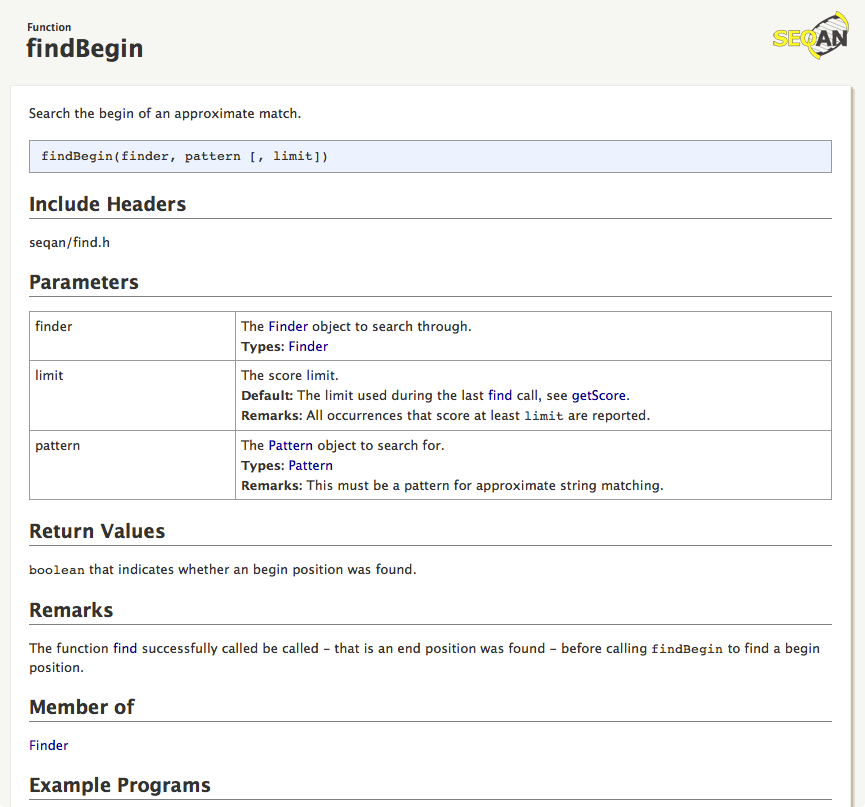 Function
findBegin
SEQAN
Search the begin of an approximate match.
findBegin(finder, pattern [, limit])
Include Headers
seqan/find.h
Parameters
finder
The Finder object to search through.
Types: Finder
limit
The score limit.
Default: The limit used during the last find call, see getScore.
Remarks: All occurrences that score at least limit are reported.
pattern
The Pattern object to search for.
Types: Pattern
Remarks: This must be a pattern for approximate string matching.
Return Values
boolean that indicates whether an begin position was found.
Remarks
The function find successfully called be called – that is an end position was found – before calling findBegin to find a begin
position.
Member of
Finder
Example Programs